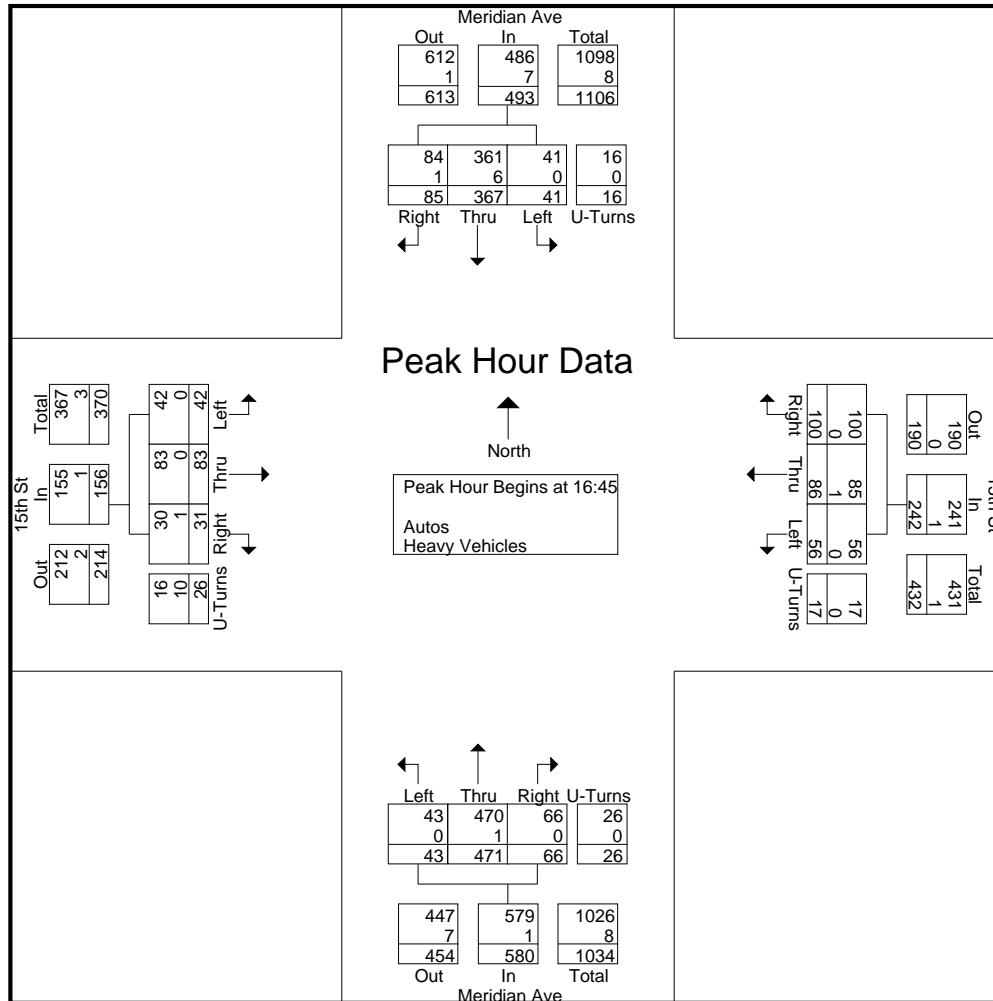 Meridian Ave
Out In Total
612 486 1098
1 7 8
613 493 1106
84 361 41 16
1 6 0 0
85 367 41 16
Right Thru Left U-Turns
Peak Hour Data
North
Peak Hour Begins at 16:45
Autos
Heavy Vehicles
15th St
Total In Out
367 155 212
3 1 2
370 156 214
42 83 30 16
0 0 1 10
42 83 31 26
Left Thru Right U-Turns
Out In Total
190 241 431
0 1 1
190 242 432
100 85 56 17
0 1 0 0
100 86 56 17
Right Thru Left U-Turns
Left Thru Right U-Turns
43 470 66 26
0 1 0 0
43 471 66 26
447 579 1026
7 1 8
454 580 1034
Out In Total
Meridian Ave